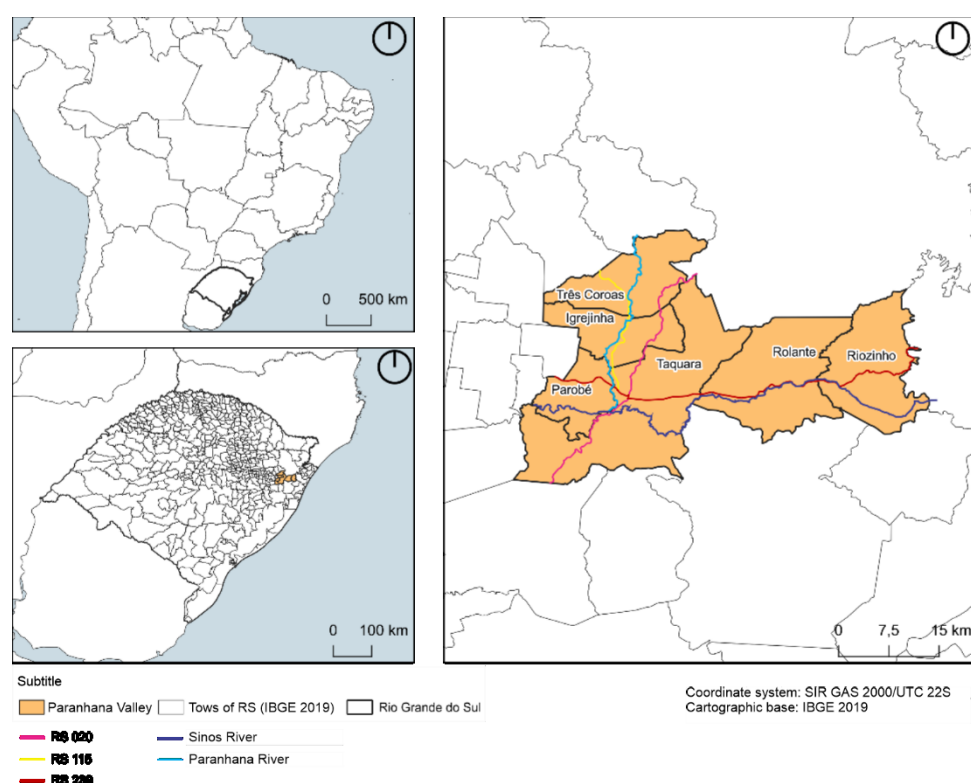 0 500 km
0 100 km
Três Coroas
Igrejinha
Parobé
Taquara
Rolante
Riozinho
0 7,5 15 km
Subtitle
Paranhana Valley Tows of RS (IBGE 2019) Rio Grande do Sul
RS 020 Sinos River
RS 115 Paranhana River
RS 239
Coordinate system: SIR GAS 2000/UTC 22S
Cartographic base: IBGE 2019